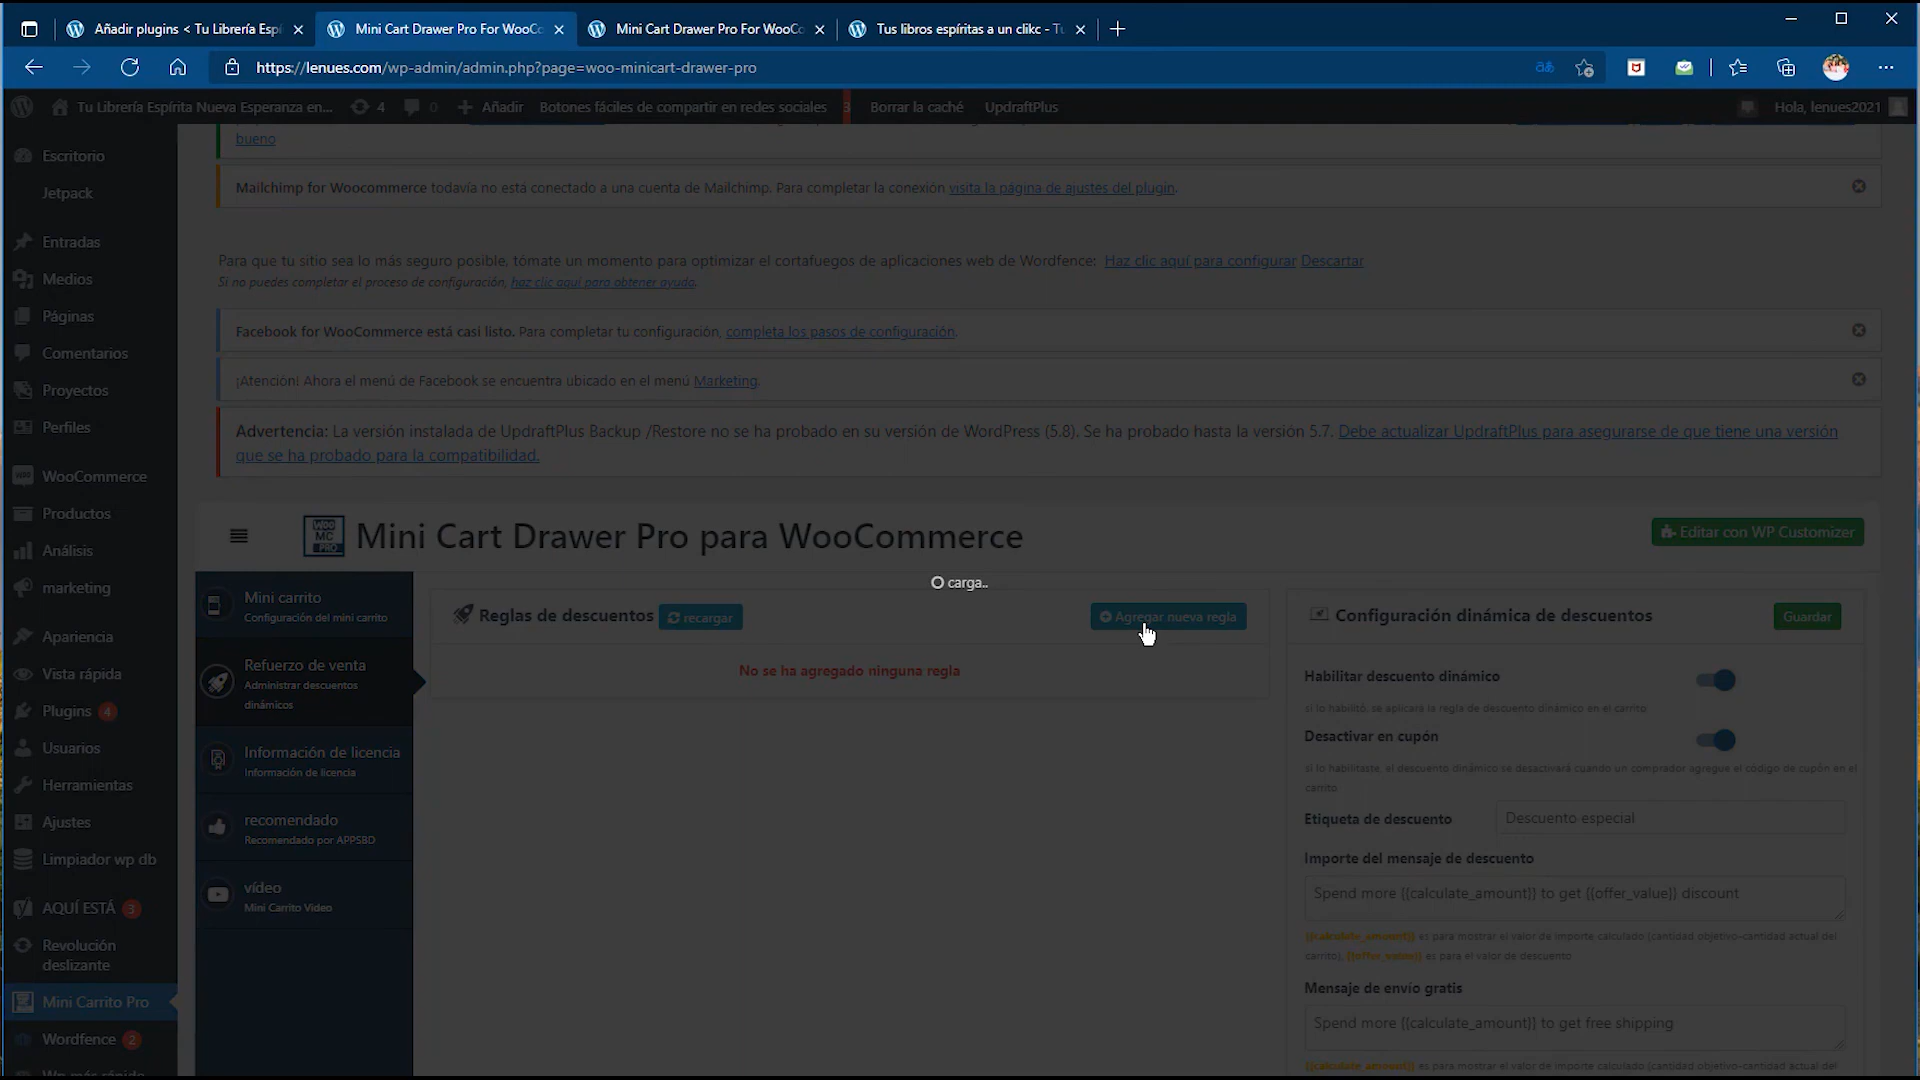 Añadir plugins < Tu Librería Espí
Mini Cart Drawer Pro For WooCo
Mini Cart Drawer Pro For WooCo
Tus libros espíritas a un clikc - Tu
https://lenues.com/wp-admin/admin.php?page=woo-minicart-drawer-pro
Tu Librería Espírita Nueva Esperanza en...
4
0
Añadir
Botones fáciles de compartir en redes sociales
3
Borrar la caché
UpdraftPlus
Hola, lenues2021
bueno
Mailchimp for Woocommerce todavía no está conectado a una cuenta de Mailchimp. Para completar la conexión visita la página de ajustes del plugin.
Para que tu sitio sea lo más seguro posible, tómate un momento para optimizar el cortafuegos de aplicaciones web de Wordfence: Haz clic aquí para configurar Descartar
Si no puedes completar el proceso de configuración, haz clic aquí para obtener ayuda.
Facebook for WooCommerce está casi listo. Para completar tu configuración, completa los pasos de configuración.
¡Atención! Ahora el menú de Facebook se encuentra ubicado en el menú Marketing.
Advertencia: La versión instalada de UpdraftPlus Backup /Restore no se ha probado en su versión de WordPress (5.8). Se ha probado hasta la versión 5.7. Debe actualizar UpdraftPlus para asegurarse de que tiene una versión
que se ha probado para la compatibilidad.
Escritorio
Jetpack
Entradas
Medios
Páginas
Comentarios
Proyectos
Perfiles
WooCommerce
Productos
Análisis
marketing
Apariencia
Vista rápida
Plugins 4
Usuarios
Herramientas
Ajustes
Limpiador wp db
AQUÍ ESTÁ 3
Revolución
deslizante
Mini Carrito Pro
Wordfence 2
Wp más rápido
WOO
MC
PRO
Mini Cart Drawer Pro para WooCommerce
Editar con WP Customizer
carga..
Mini carrito
Configuración del mini carrito
Refuerzo de venta
Administrar descuentos
dinámicos
Información de licencia
Información de licencia
recomendado
Recomendado por APPSBD
vídeo
Mini Carrito Video
Reglas de descuentos
recargar
Agregar nueva regla
No se ha agregado ninguna regla
Configuración dinámica de descuentos
Guardar
Habilitar descuento dinámico
si lo habilitó, se aplicará la regla de descuento dinámico en el carrito
Desactivar en cupón
si lo habilitaste, el descuento dinámico se desactivará cuando un comprador agregue el código de cupón en el
carrito
Etiqueta de descuento
Descuento especial
Importe del mensaje de descuento
Spend more {{calculate_amount}} to get {{offer_value}} discount
{{calculate_amount}} es para mostrar el valor de importe calculado (cantidad objetivo-cantidad actual del
carrito), {{offer_value}} es para el valor de descuento
Mensaje de envío gratis
Spend more {{calculate_amount}} to get free shipping
{{calculate_amount}} es para mostrar el valor de importe calculado (cantidad objetivo-cantidad actual del